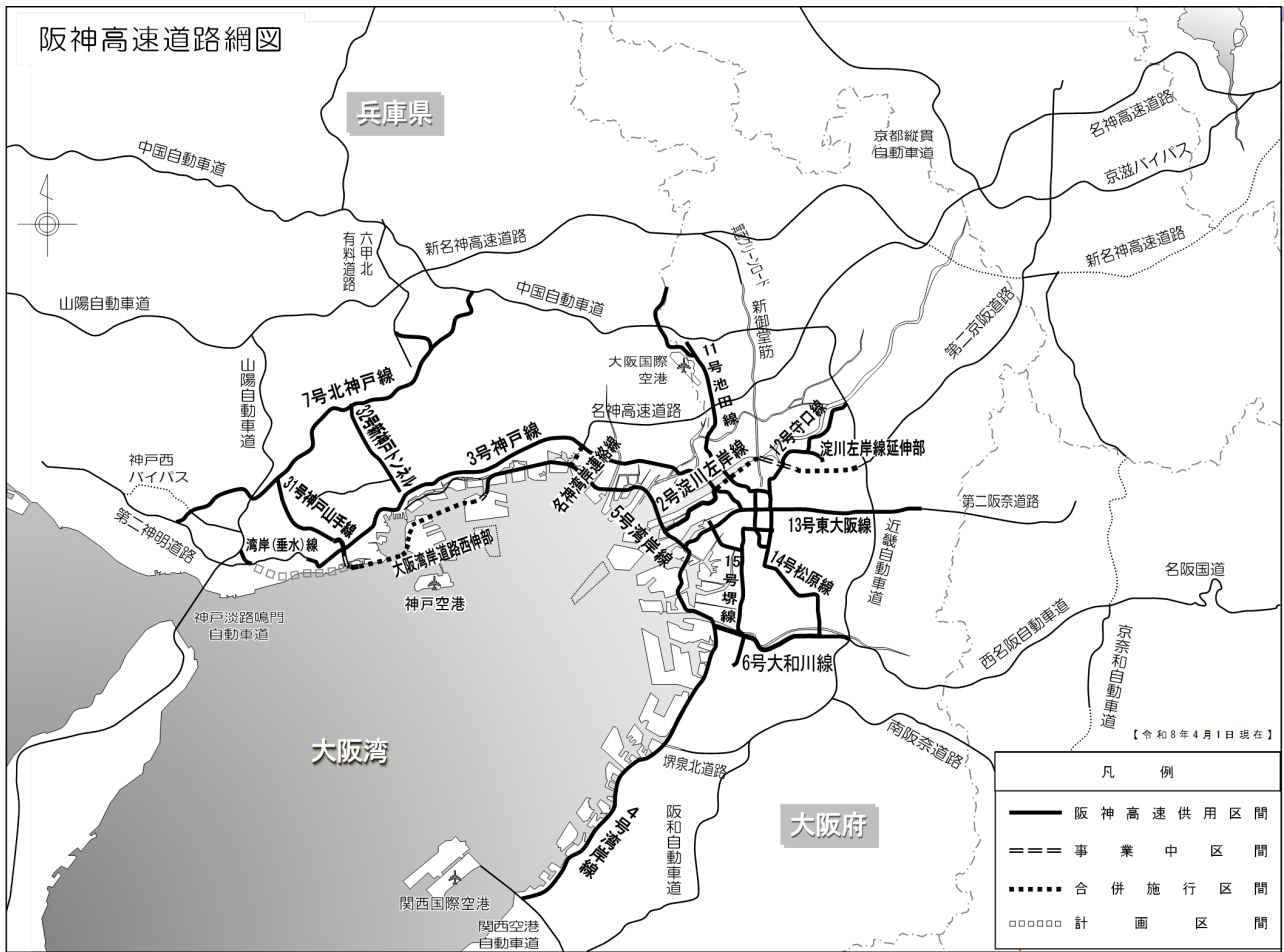 阪神高速道路網図
兵庫県
中国自動車道
京都縦貫
自動車道
名神高速道路
京滋バイパス
六甲北
有料道路
新名神高速道路
新名神高速道路
山陽自動車道
中国自動車道
新御堂筋
第二京阪道路
大阪国際
空港
11号池田線
山陽自動車道
7号北神戸線
32号新神戸トンネル
名神高速道路
3号神戸線
12号守口線
淀川左岸線延伸部
2号淀川左岸線
名神湾岸連絡線
神戸西
バイパス
31号神戸山手線
第二神明道路
5号湾岸線
第二阪奈道路
13号東大阪線
近畿自動車道
湾岸(垂水)線
大阪湾岸道路西伸部
14号松原線
15号堺線
名阪国道
神戸空港
神戸淡路鳴門
自動車道
西名阪自動車道
京奈和自動車道
6号大和川線
南阪奈道路
【令和8年4月1日現在】
大阪湾
堺泉北道路
大阪府
阪和自動車道
4号湾岸線
関西国際空港
関西空港
自動車道
凡例
阪神高速供用区間
事業中区間
合併施行区間
計画区間